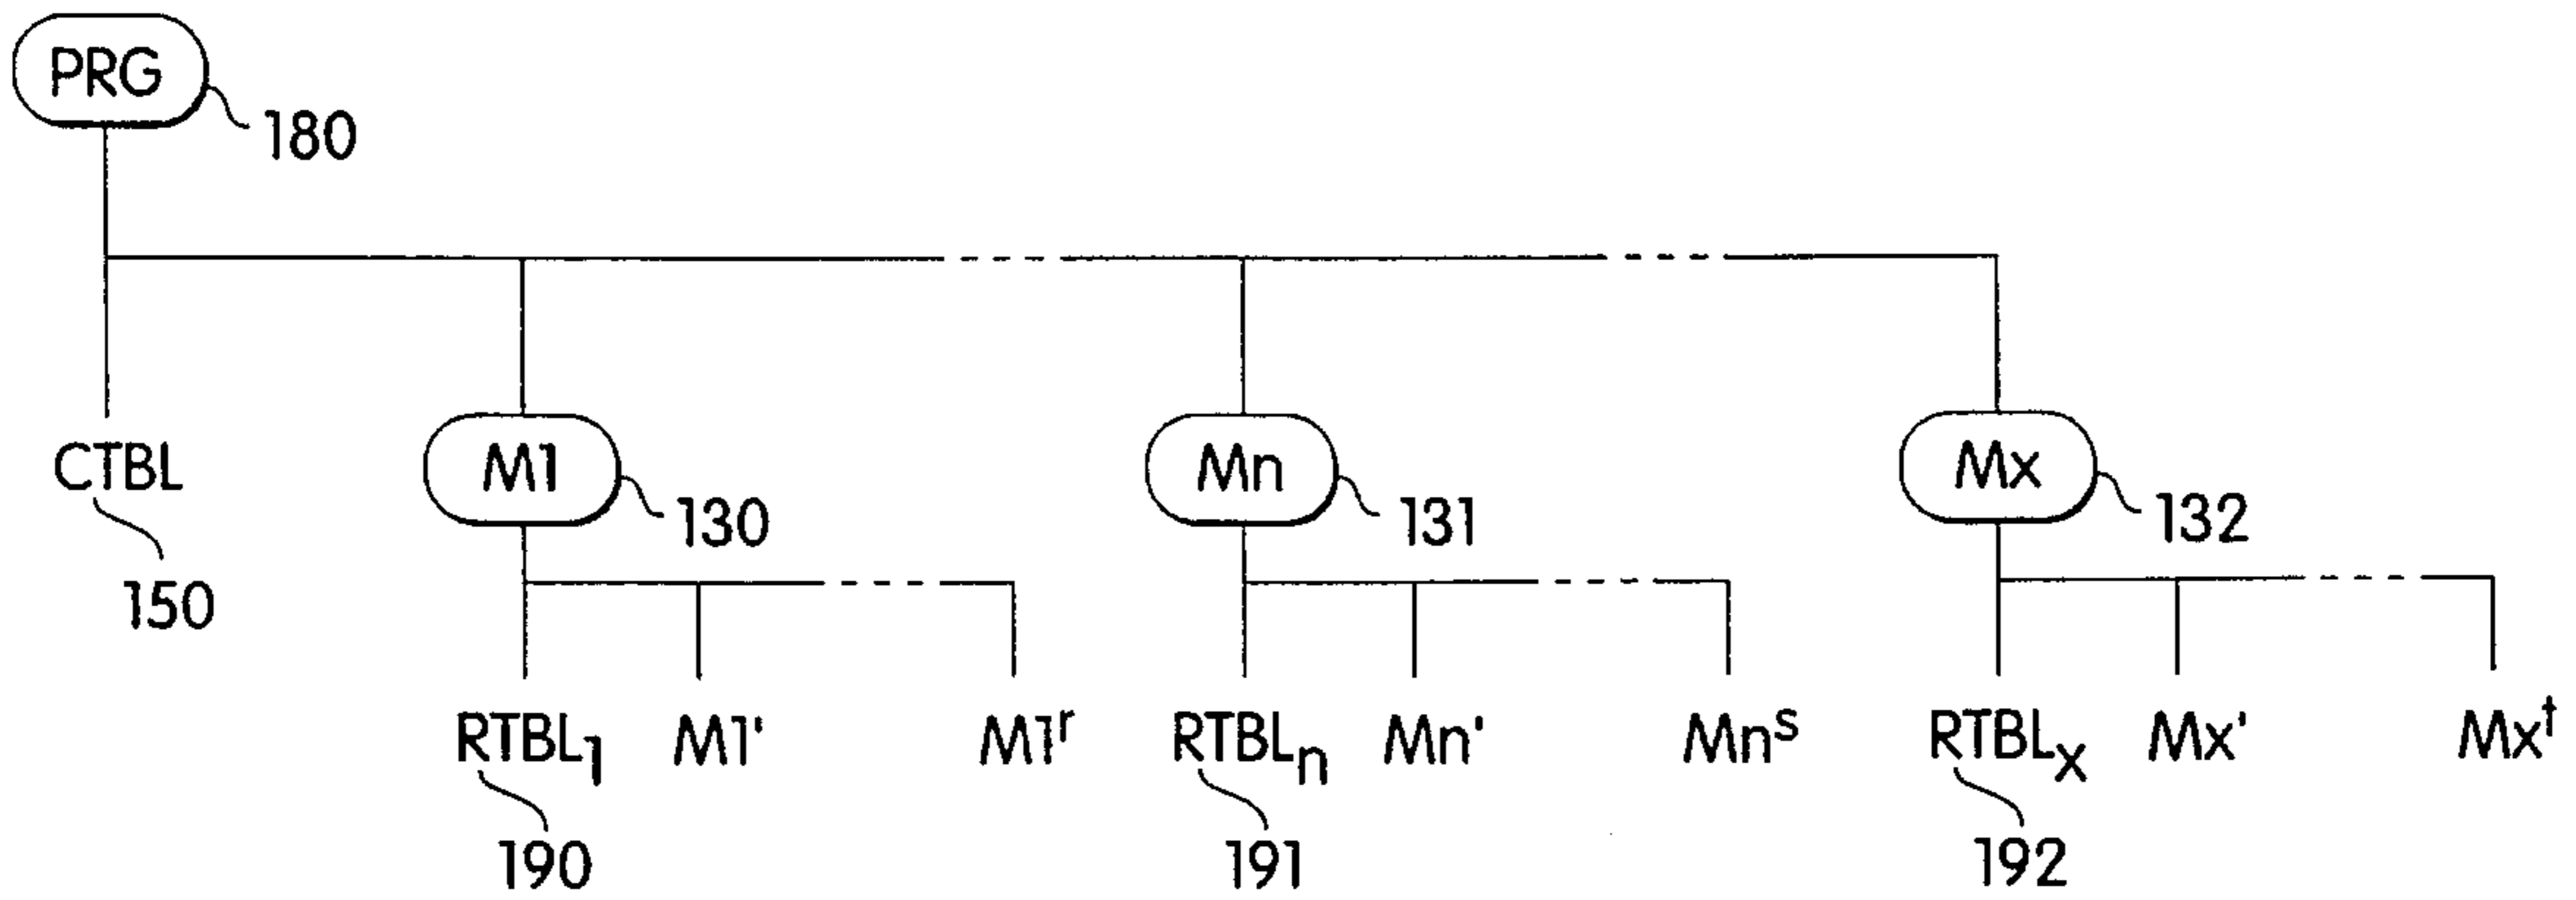 PRG
180
CTBL
150
M1
130
Mn
131
Mx
132
RTBL₁ M1' M1ʳ
190
RTBLₙ Mn' Mnˢ
191
RTBLₓ Mx' Mxᵗ
192